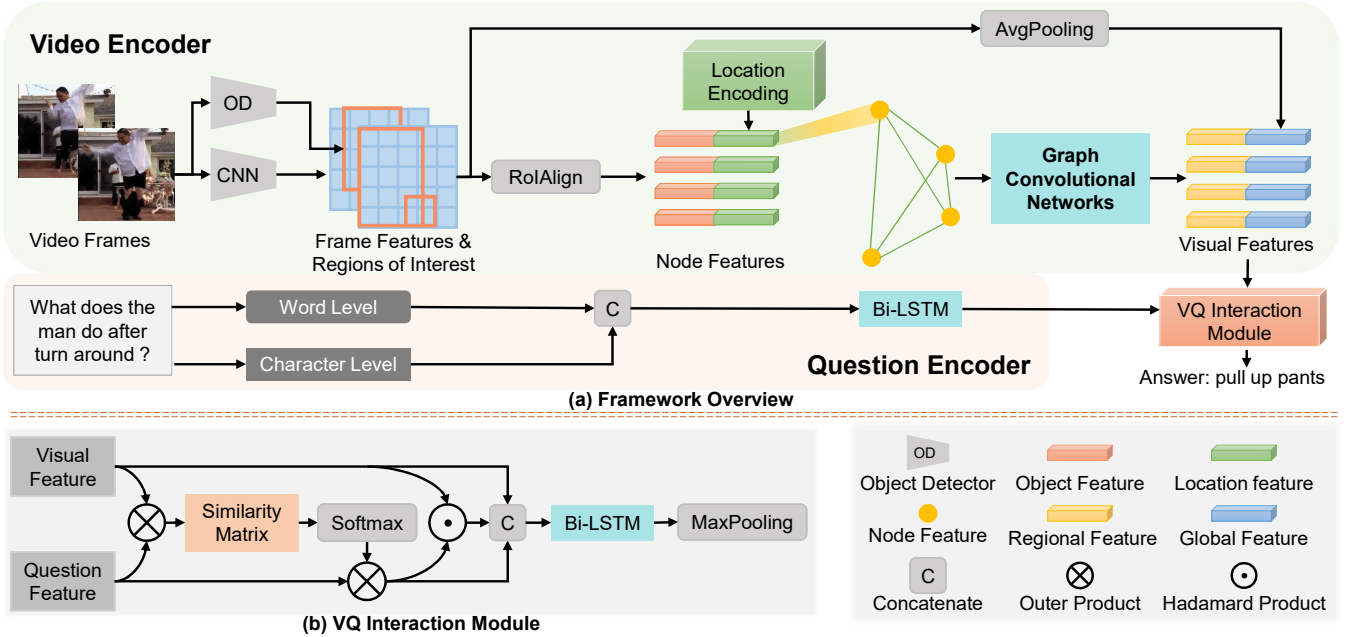 Video Encoder
OD
CNN
Video Frames
Frame Features &
Regions of Interest
RoIAlign
Location
Encoding
Node Features
AvgPooling
Graph
Convolutional
Networks
Visual Features
What does the
man do after
turn around ?
Word Level
Character Level
C
Bi-LSTM
Question Encoder
VQ Interaction
Module
Answer: pull up pants
(a) Framework Overview
Visual
Feature
Question
Feature
Similarity
Matrix
Softmax
C
Bi-LSTM
MaxPooling
(b) VQ Interaction Module
OD
Object Detector
Object Feature
Location feature
Node Feature
Regional Feature
Global Feature
C
Concatenate
Outer Product
Hadamard Product